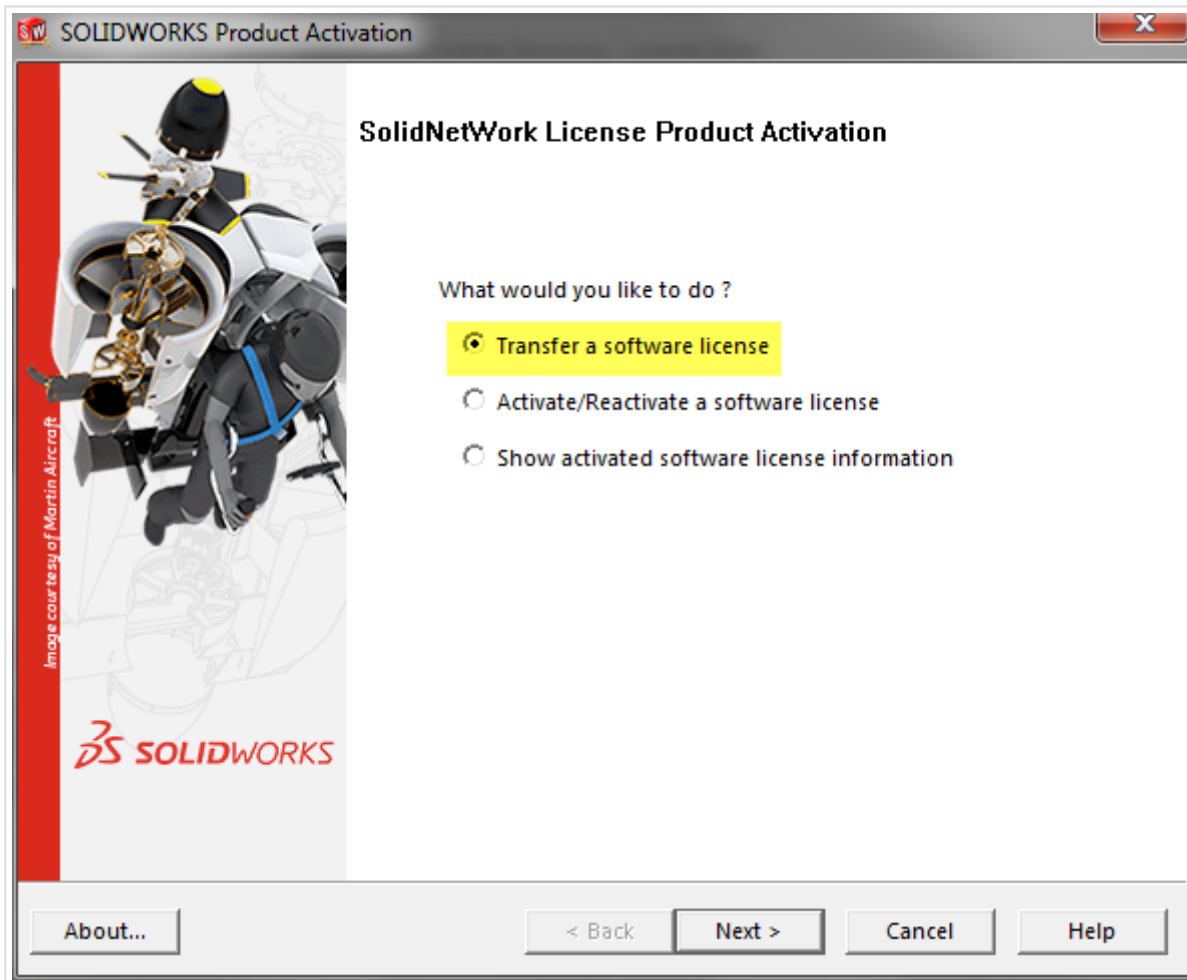 SOLIDWORKS Product Activation
SolidNetWork License Product Activation
What would you like to do ?
Transfer a software license
Activate/Reactivate a software license
Show activated software license information
Image courtesy of Martin Aircraft
SOLIDWORKS
About...
< Back
Next >
Cancel
Help